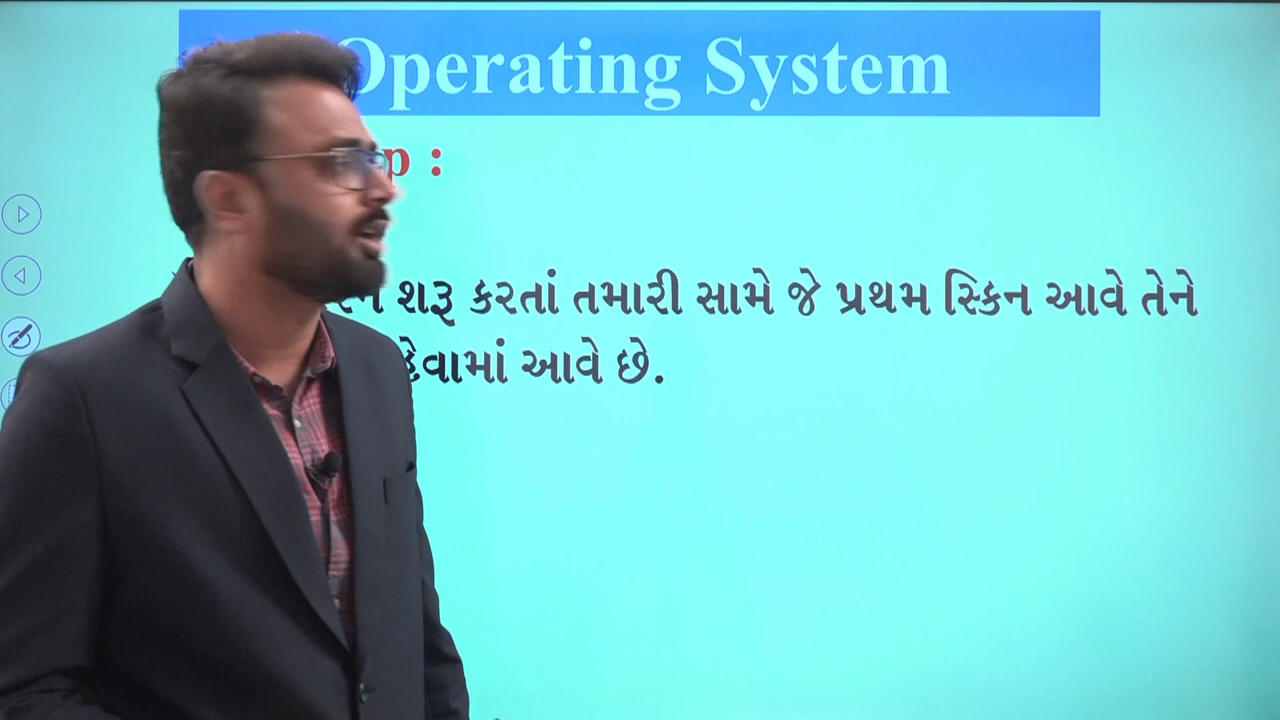 Operating System
p :
શરૂ કરતાં તમારી સામે જે પ્રથમ સ્ક્રિન આવે તેને
આવે છે.